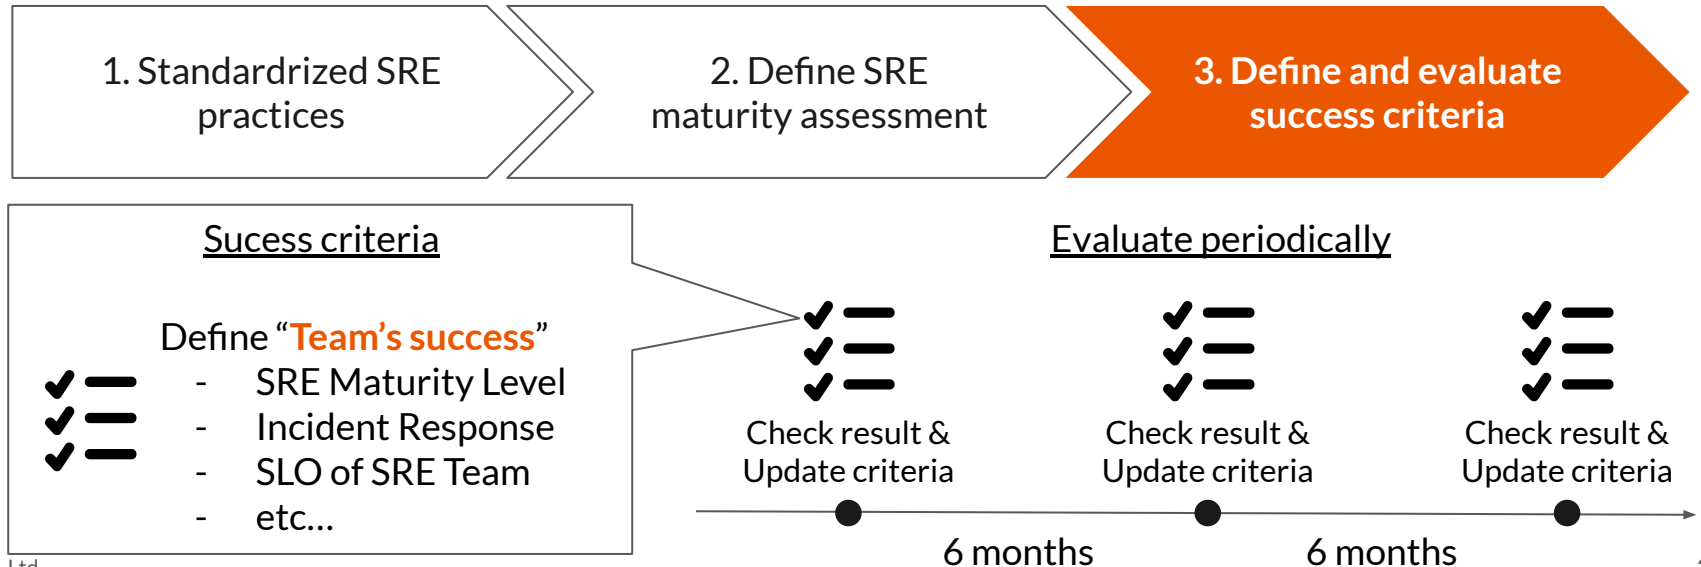 1. Standardrized SRE
practices
2. Define SRE
maturity assessment
3. Define and evaluate
success criteria
Sucess criteria
Define “Team’s success”
- SRE Maturity Level
- Incident Response
- SLO of SRE Team
- etc...
Evaluate periodically
Check result &
Update criteria
Check result &
Update criteria
Check result &
Update criteria
6 months
6 months
Ltd